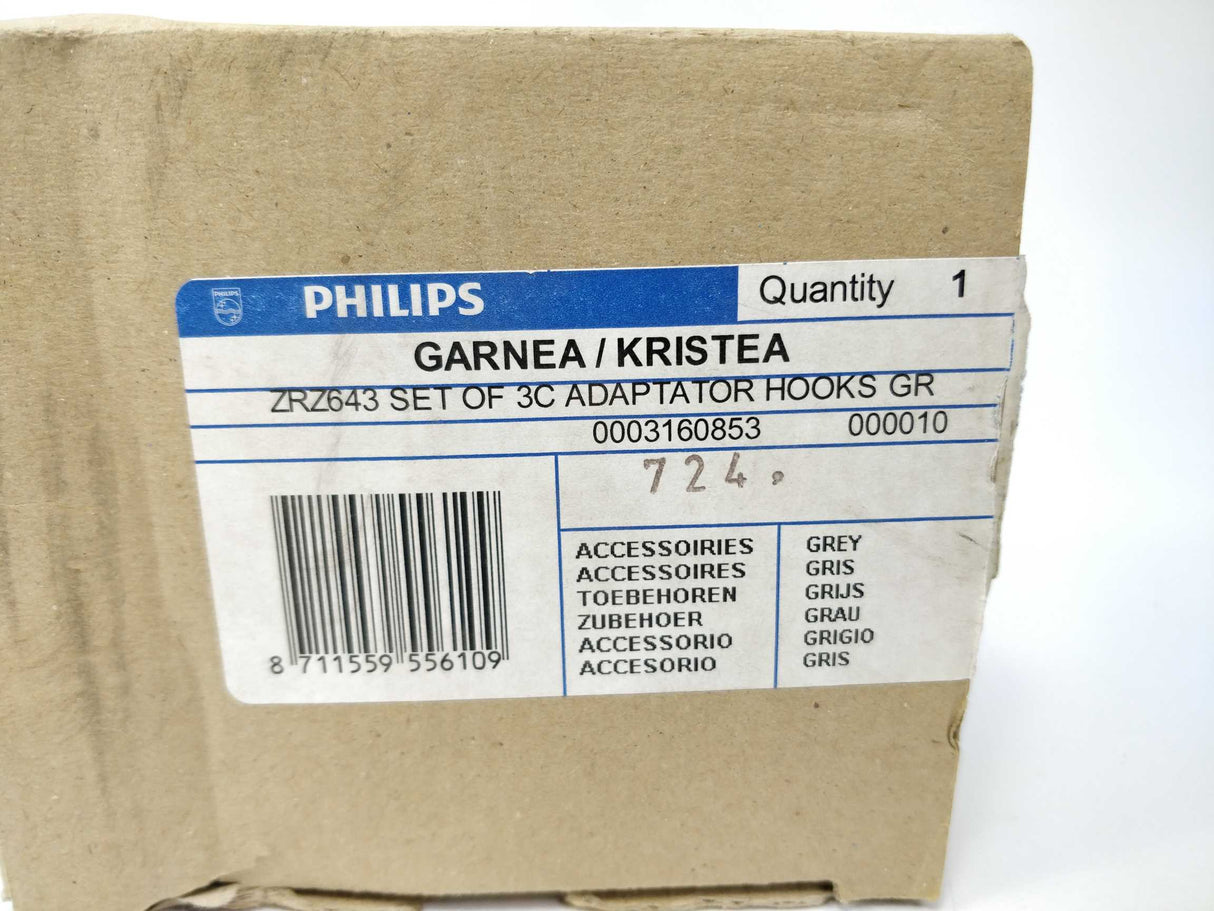 PHILIPS
PHILIPS
Quantity 1
GARNEA / KRISTEA
ZRZ643 SET OF 3C ADAPTATOR HOOKS GR
0003160853 000010
724.
8 711559 556109
ACCESSOIRIES GREY
ACCESSOIRES GRIS
TOEBEHOREN GRIJS
ZUBEHOER GRAU
ACCESSORIO GRIGIO
ACCESORIO GRIS